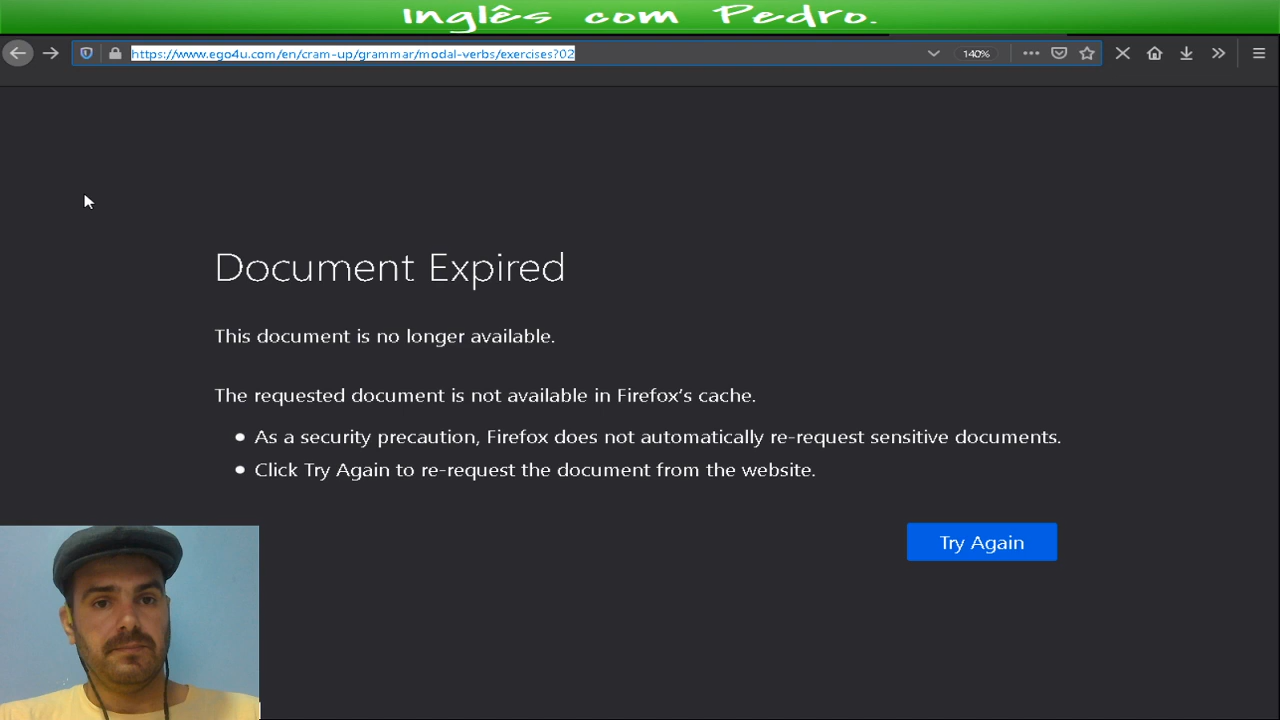 Inglês com Pedro.
https://www.ego4u.com/en/cram-up/grammar/modal-verbs/exercises?02
140%
Document Expired
This document is no longer available.
The requested document is not available in Firefox's cache.
As a security precaution, Firefox does not automatically re-request sensitive documents.
Click Try Again to re-request the document from the website.
Try Again